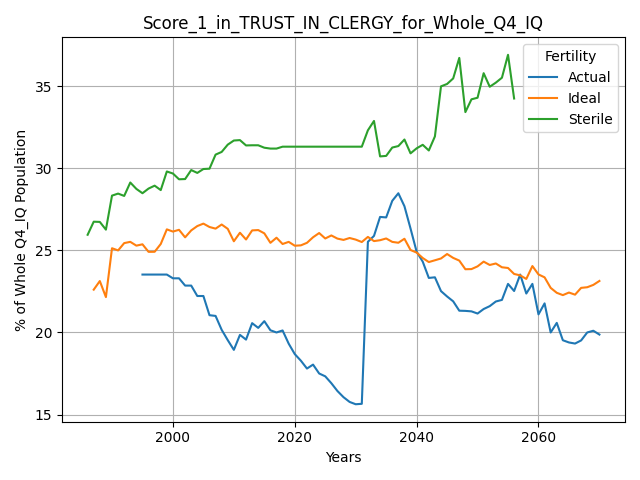 Score_1_in_TRUST_IN_CLERGY_for_Whole_Q4_IQ
Fertility
Actual
Ideal
Sterile
% of Whole Q4_IQ Population
35
30
25
20
15
2000
2020
2040
2060
Years